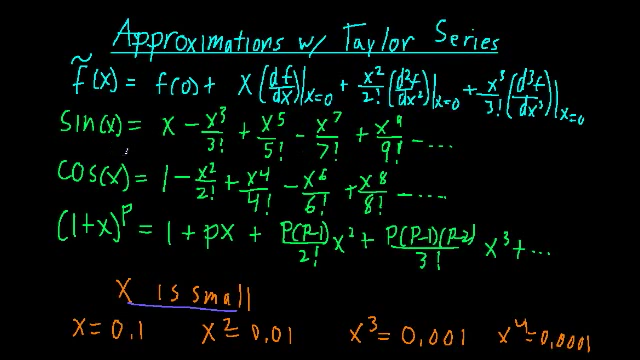 Approximations w/ Taylor Series
f̃(x) = f(0) + x(df/dx)|x=0 + x²/2! (d²f/dx²)|x=0 + x³/3! (d³f/dx³)|x=0
sin(x) = x - x³/3! + x⁵/5! - x⁷/7! + x⁹/9! - ....
cos(x) = 1 - x²/2! + x⁴/4! - x⁶/6! + x⁸/8! - ....
(1+x)ᵖ = 1 + px + P(P-1)/2! x² + P(P-1)(P-2)/3! x³ + ...
X is small
x = 0.1 x² = 0.01 x³ = 0.001 x⁴ = 0.0001